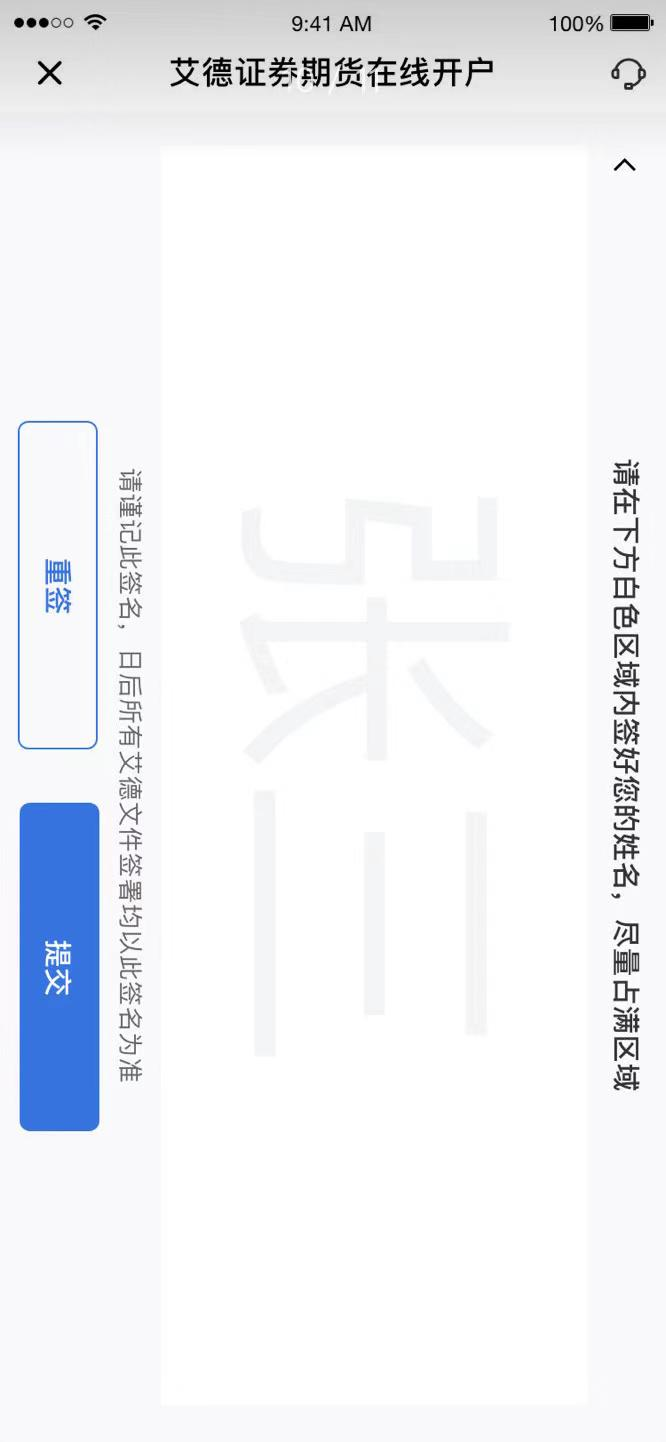 9:41 AM
100%
艾德证券期货在线开户
请在下方白色区域内签好您的姓名，尽量占满区域
张三
请谨记此签名，日后所有艾德文件签署均以此签名为准
重签
提交